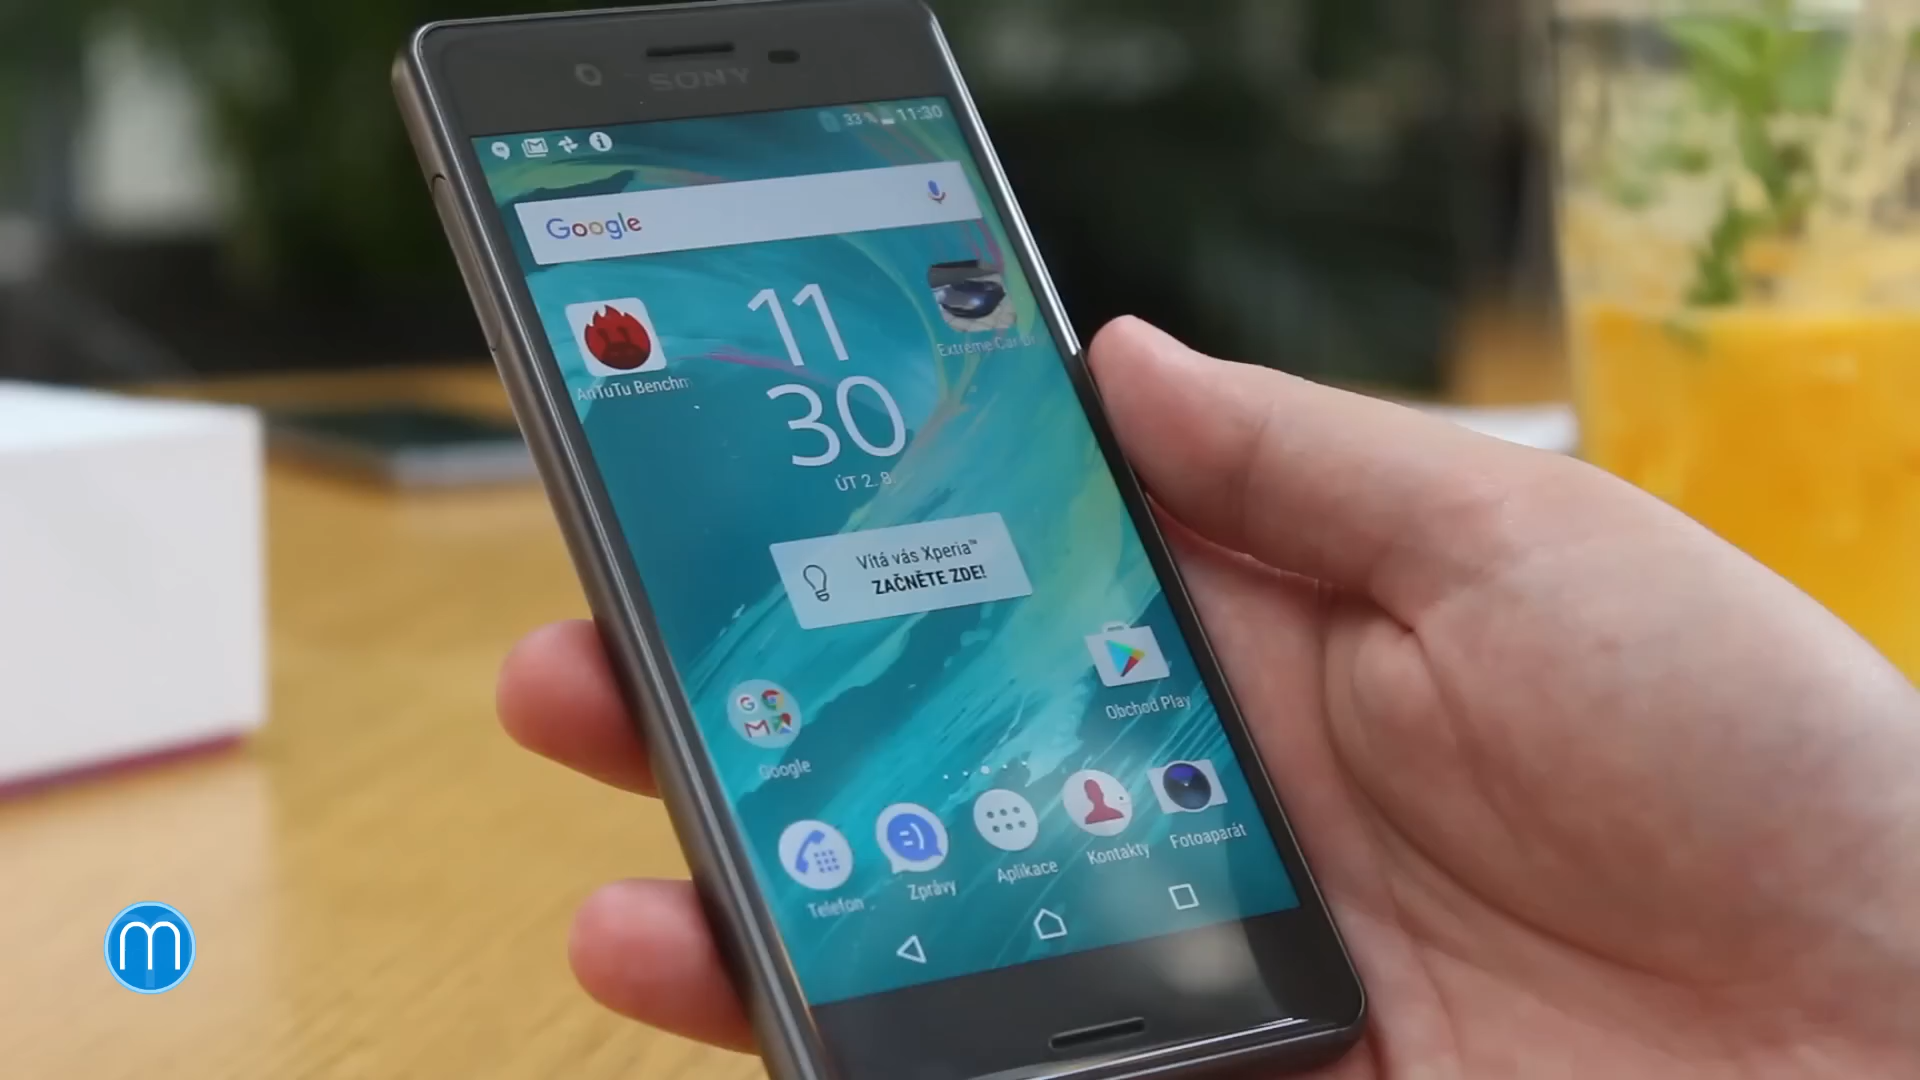 SONY
33 % 11:30
Google
11
30
ÚT 2. 8.
AnTuTu Benchm
Extreme Car Dr
Vítá vás Xperia™
ZAČNĚTE ZDE!
Google
Obchod Play
Telefon
Zprávy
Aplikace
Kontakty
Fotoaparát
m